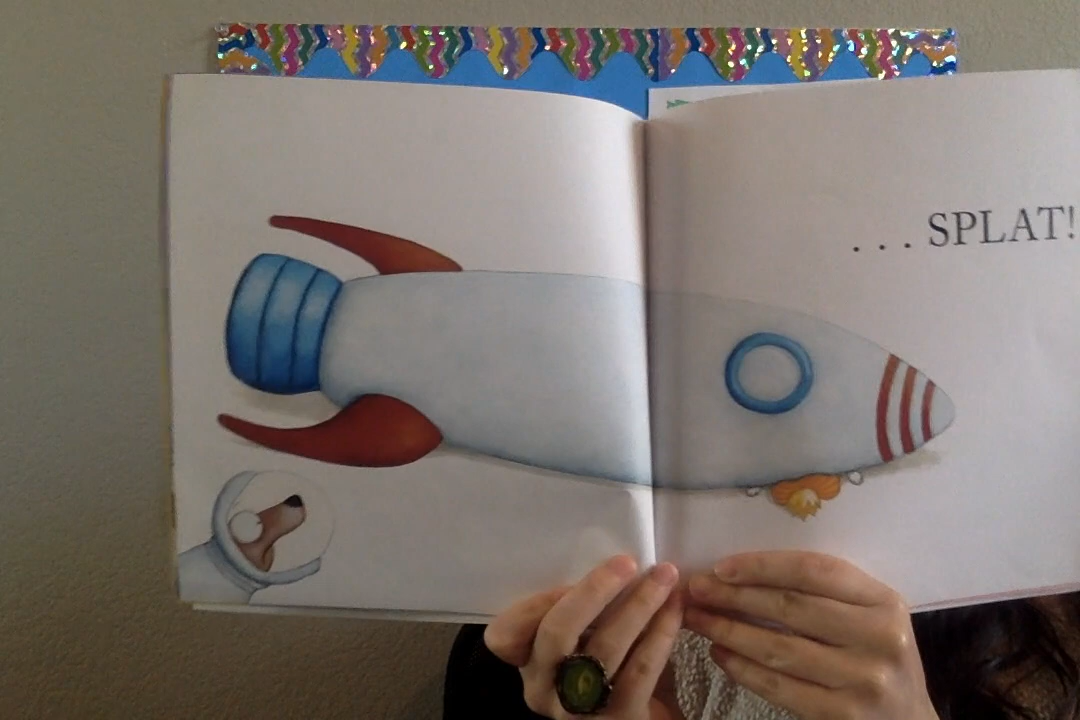 . . . SPLAT!